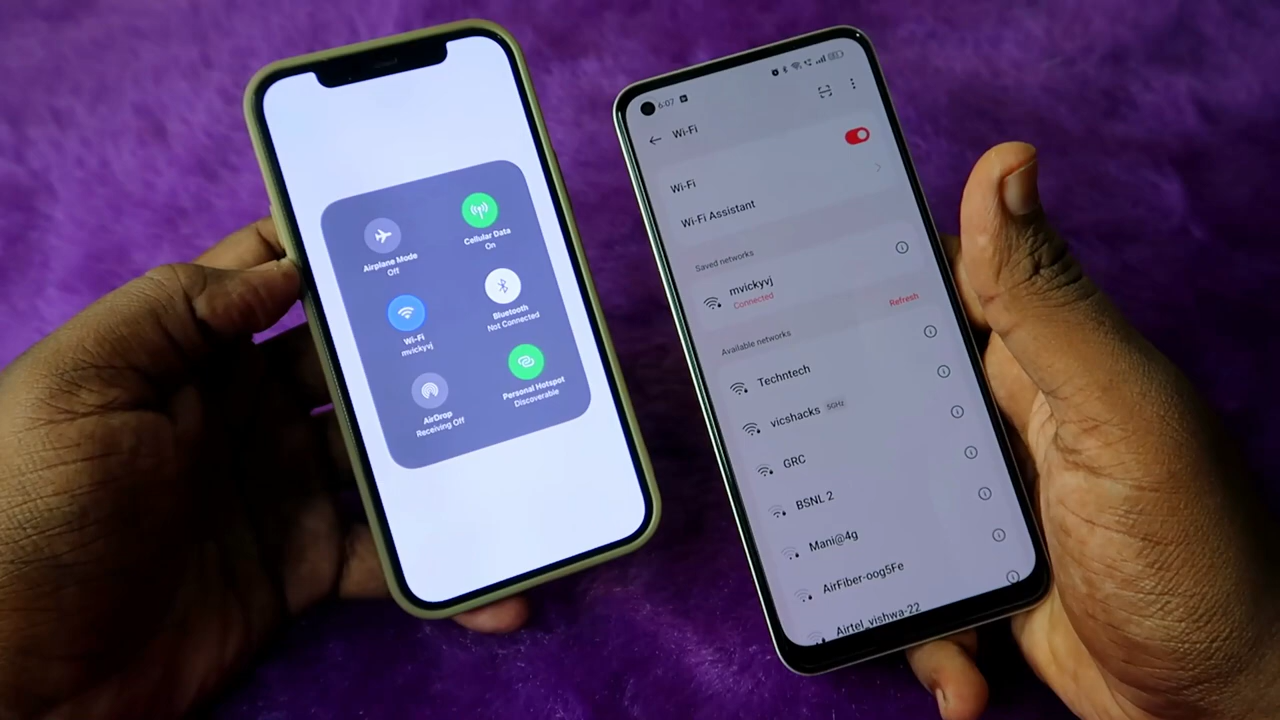 Airplane Mode
Off
Cellular Data
On
Wi-Fi
mvickyvj
Bluetooth
Not Connected
AirDrop
Receiving Off
Personal Hotspot
Discoverable
6:07
Wi-Fi
Wi-Fi
Wi-Fi Assistant
Saved networks
mvickyvj
Connected
Available networks
Refresh
Techntech
vicshacks 5GHz
GRC
BSNL 2
Mani@4g
AirFiber-oog5Fe
Airtel_vishwa-22